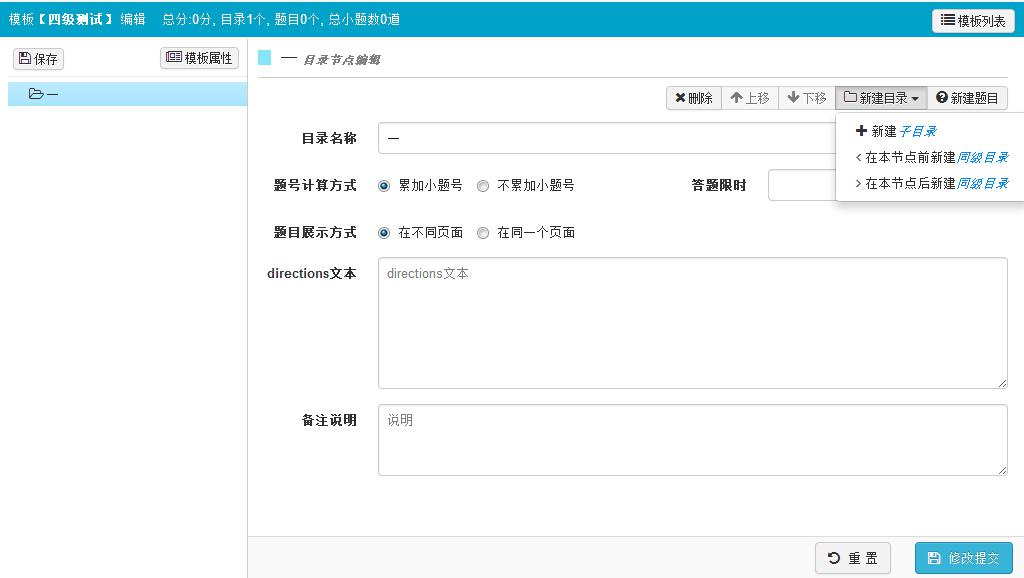 模板【四级测试】编辑 总分:0分, 目录1个, 题目0个, 总小题数0道 模板列表
保存 模板属性
一
一 目录节点编辑
删除 上移 下移 新建目录 新建题目
新建 子目录
在本节点前新建同级目录
在本节点后新建同级目录
目录名称 一
题号计算方式 累加小题号 不累加小题号 答题限时
题目展示方式 在不同页面 在同一个页面
directions文本 directions文本
备注说明 说明
重 置 修改提交